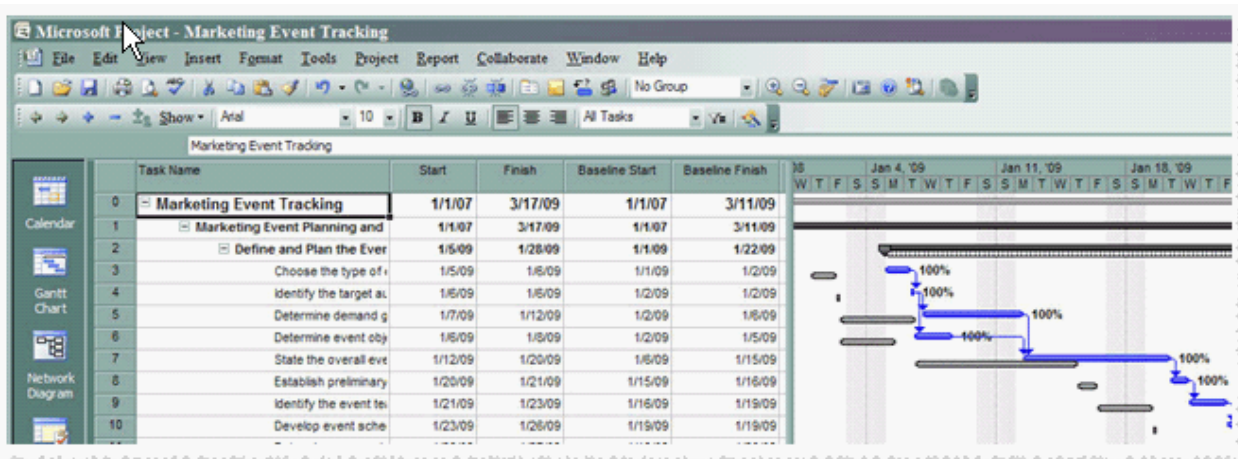 Microsoft Project - Marketing Event Tracking
File Edit View Insert Format Tools Project Report Collaborate Window Help
No Group
Show Arial 10 B I U All Tasks
Marketing Event Tracking
Task Name Start Finish Baseline Start Baseline Finish Jan 4, '09 Jan 11, '09 Jan 18, '09
W T F S S M T W T F S S M T W T F S S M T W T F
0 Marketing Event Tracking 1/1/07 3/17/09 1/1/07 3/11/09
Calendar 1 Marketing Event Planning and 1/1/07 3/17/09 1/1/07 3/11/09
2 Define and Plan the Ever 1/5/09 1/28/09 1/1/09 1/22/09
3 Choose the type of 1/5/09 1/6/09 1/1/09 1/2/09 100%
Gantt Chart 4 Identify the target au 1/6/09 1/6/09 1/2/09 1/2/09 100%
5 Determine demand g 1/7/09 1/12/09 1/2/09 1/6/09 100%
6 Determine event obj 1/6/09 1/8/09 1/2/09 1/5/09 100%
7 State the overall eve 1/12/09 1/20/09 1/6/09 1/15/09 100%
Network Diagram 8 Establish preliminary 1/20/09 1/21/09 1/15/09 1/16/09 100%
9 Identify the event te 1/21/09 1/23/09 1/16/09 1/19/09
10 Develop event sche 1/23/09 1/26/09 1/19/09 1/19/09